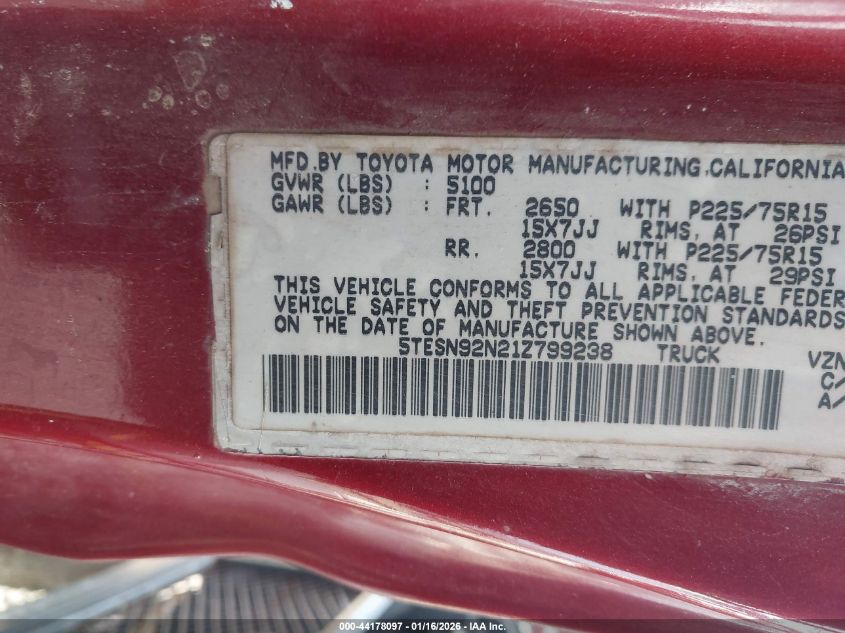 MFD.BY TOYOTA MOTOR MANUFACTURING.CALIFORNIA
GVWR (LBS) : 5100
GAWR (LBS) : FRT. 2650 WITH P225/75R15
15X7JJ RIMS, AT 26PSI
RR. 2800 WITH P225/75R15
15X7JJ RIMS, AT 29PSI
THIS VEHICLE CONFORMS TO ALL APPLICABLE FEDER
VEHICLE SAFETY AND THEFT PREVENTION STANDARDS
ON THE DATE OF MANUFACTURE SHOWN ABOVE.
5TESN92N21Z799238 TRUCK VZN
C/
A/
000-44178097 - 01/16/2026 - IAA Inc.